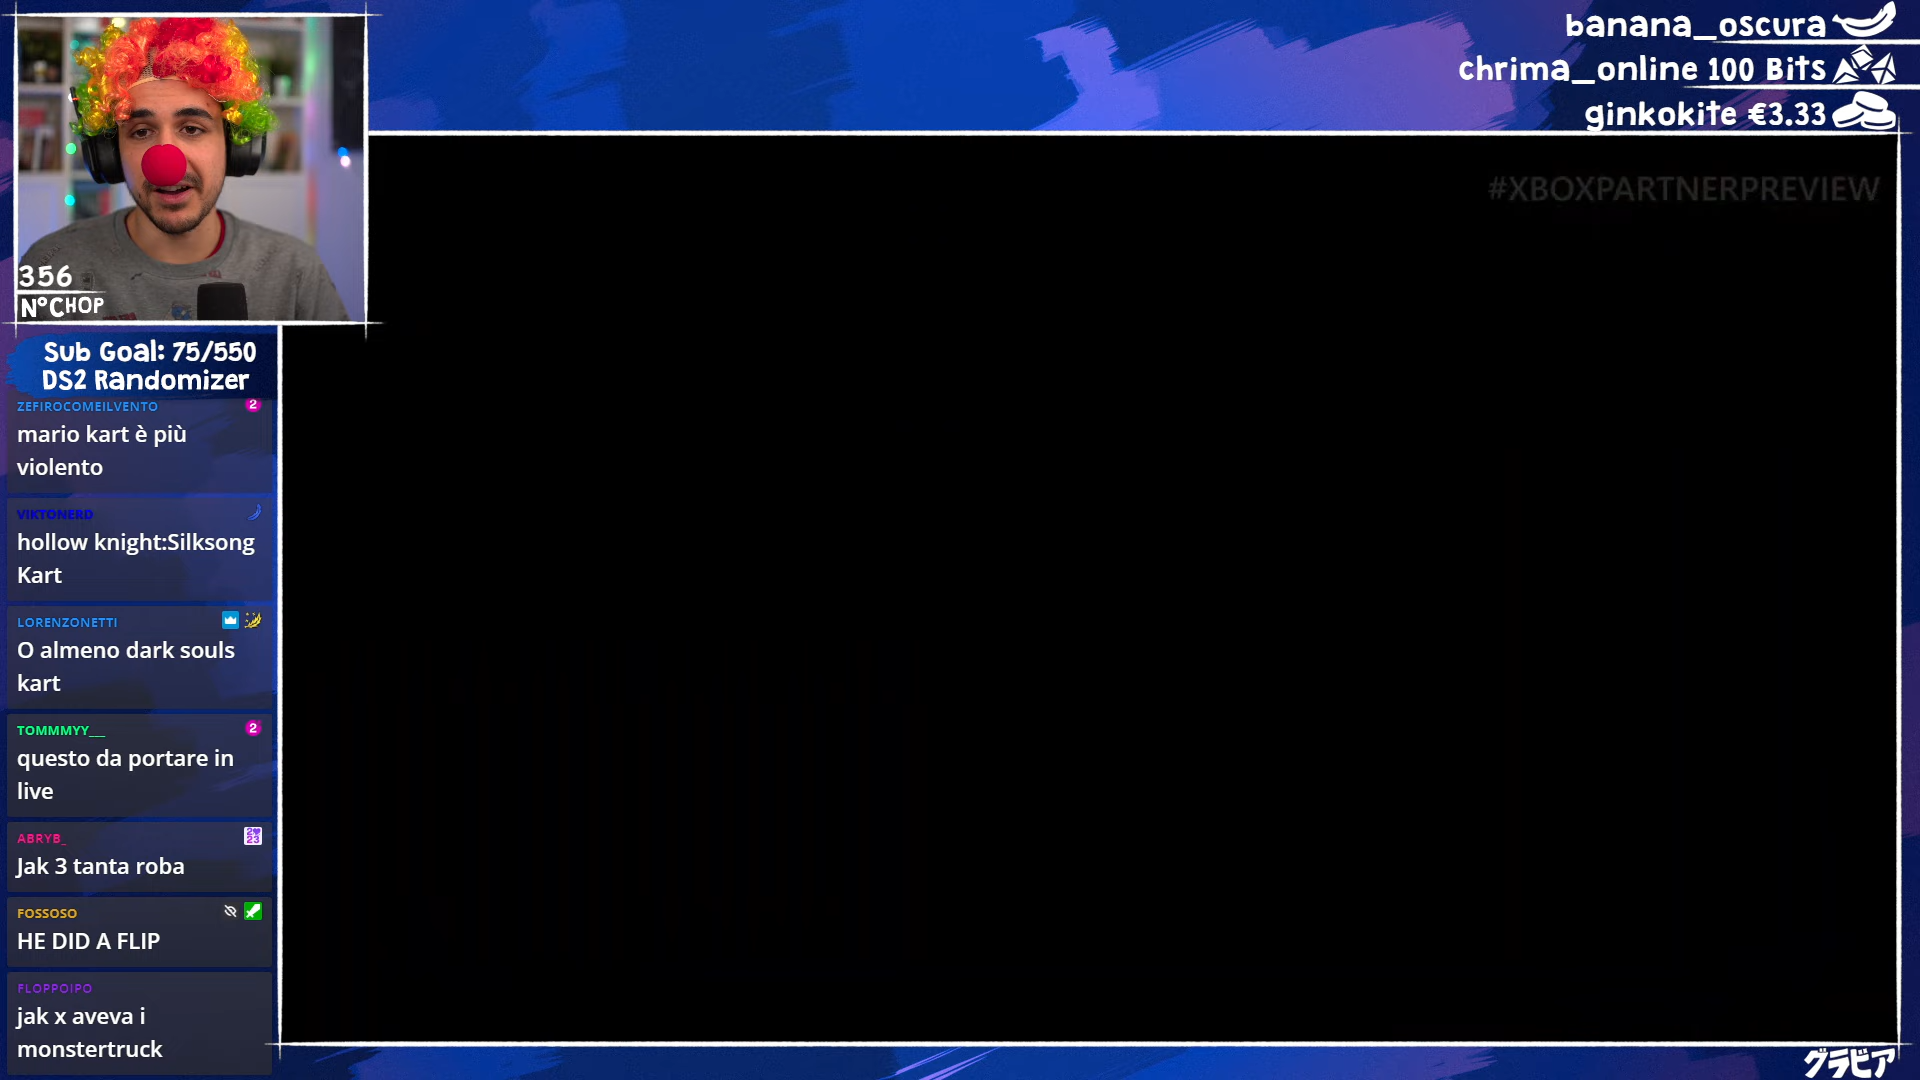 banana_oscura
chrima_online 100 Bits
ginkokite €3.33
#XBOXPARTNERPREVIEW
356
N°CHOP
Sub Goal: 75/550
DS2 Randomizer
ZEFIROCOMEILVENTO 2
mario kart è più
violento
VIKTONERD
hollow knight:Silksong
Kart
LORENZONETTI
O almeno dark souls
kart
TOMMMYY__ 2
questo da portare in
live
ABRYB_
Jak 3 tanta roba
FOSSOSO
HE DID A FLIP
FLOPPOIPO
jak x aveva i
monstertruck
グラビア